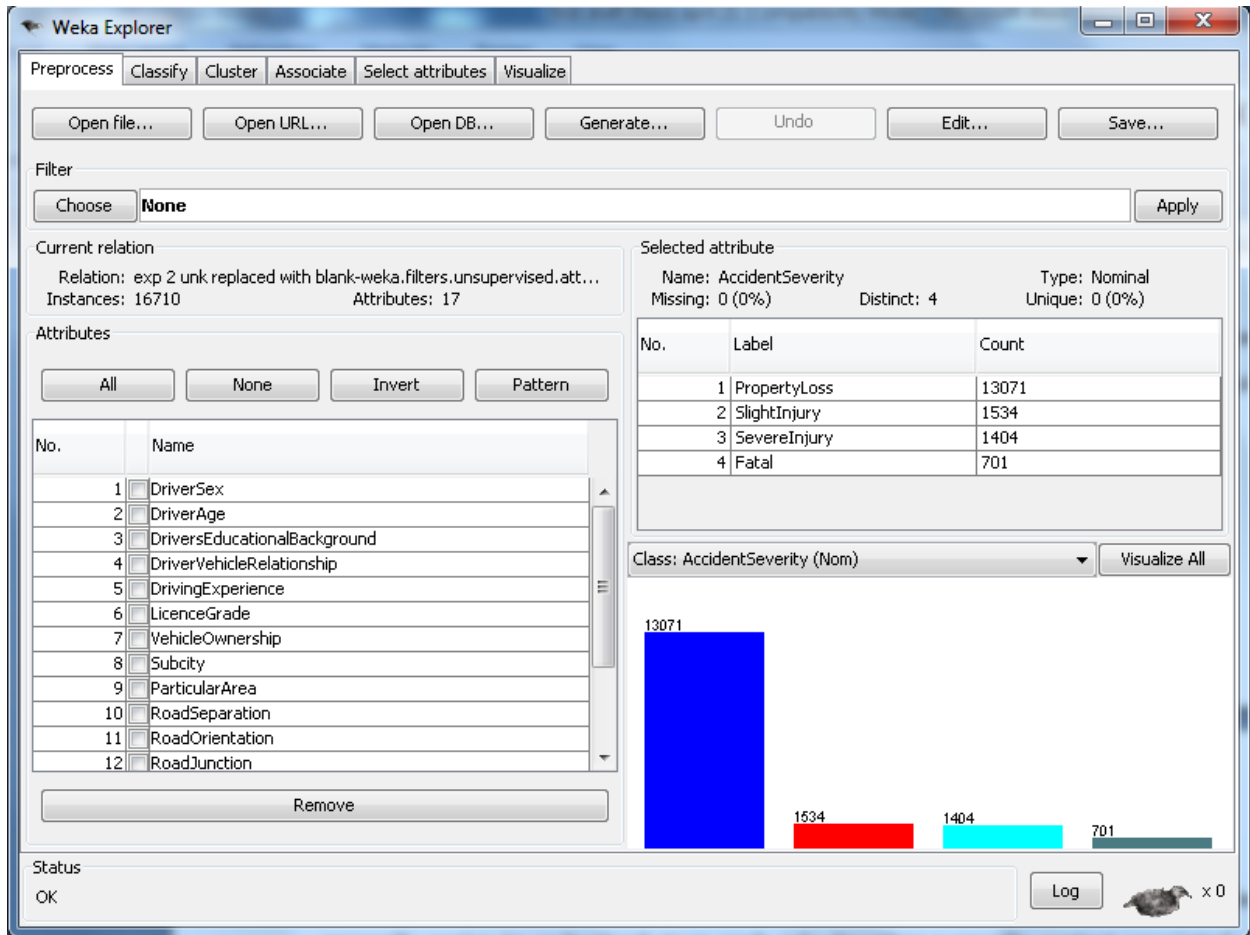 Weka Explorer
Preprocess Classify Cluster Associate Select attributes Visualize
Open file... Open URL... Open DB... Generate... Undo Edit... Save...
Filter
Choose None Apply
Current relation
Relation: exp 2 unk replaced with blank-weka.filters.unsupervised.att...
Instances: 16710 Attributes: 17
Attributes
All None Invert Pattern
No. Name
1 DriverSex
2 DriverAge
3 DriversEducationalBackground
4 DriverVehicleRelationship
5 DrivingExperience
6 LicenceGrade
7 VehicleOwnership
8 Subcity
9 ParticularArea
10 RoadSeparation
11 RoadOrientation
12 RoadJunction
Remove
Selected attribute
Name: AccidentSeverity Type: Nominal
Missing: 0 (0%) Distinct: 4 Unique: 0 (0%)
No. Label Count
1 PropertyLoss 13071
2 SlightInjury 1534
3 SevereInjury 1404
4 Fatal 701
Class: AccidentSeverity (Nom) Visualize All
13071
1534
1404
701
Status
OK
Log x 0